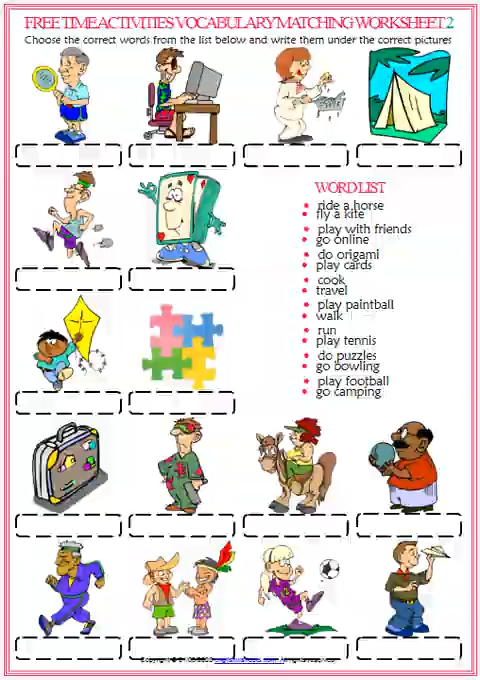 FREE TIME ACTIVITIES VOCABULARY MATCHING WORKSHEET 2
Choose the correct words from the list below and write them under the correct pictures
WORD LIST
ride a horse
fly a kite
play with friends
go online
do origami
play cards
cook
travel
play paintball
walk
run
play tennis
do puzzles
go bowling
play football
go camping
Copyright ©